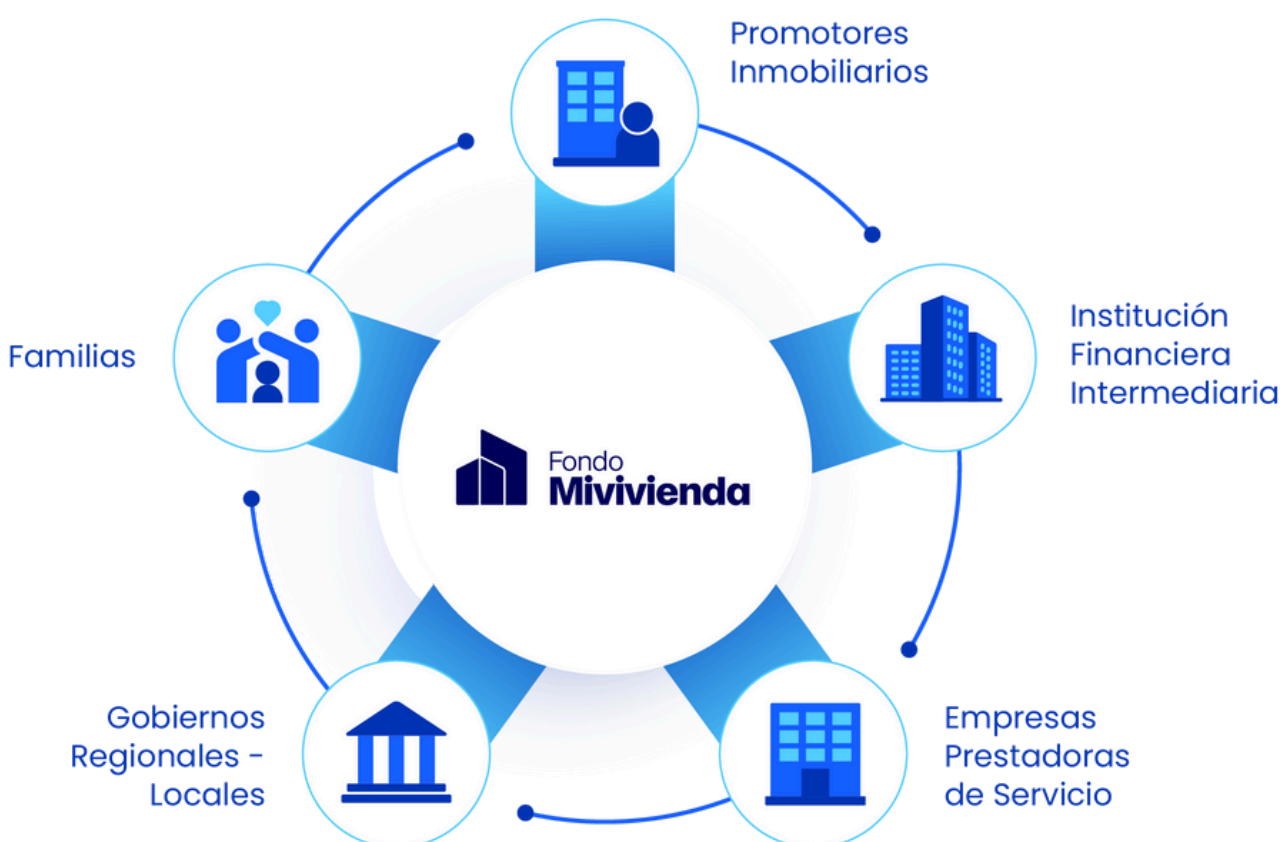 Promotores
Inmobiliarios
Institución
Financiera
Intermediaria
Familias
Fondo
Mivivienda
Gobiernos
Regionales -
Locales
Empresas
Prestadoras
de Servicio